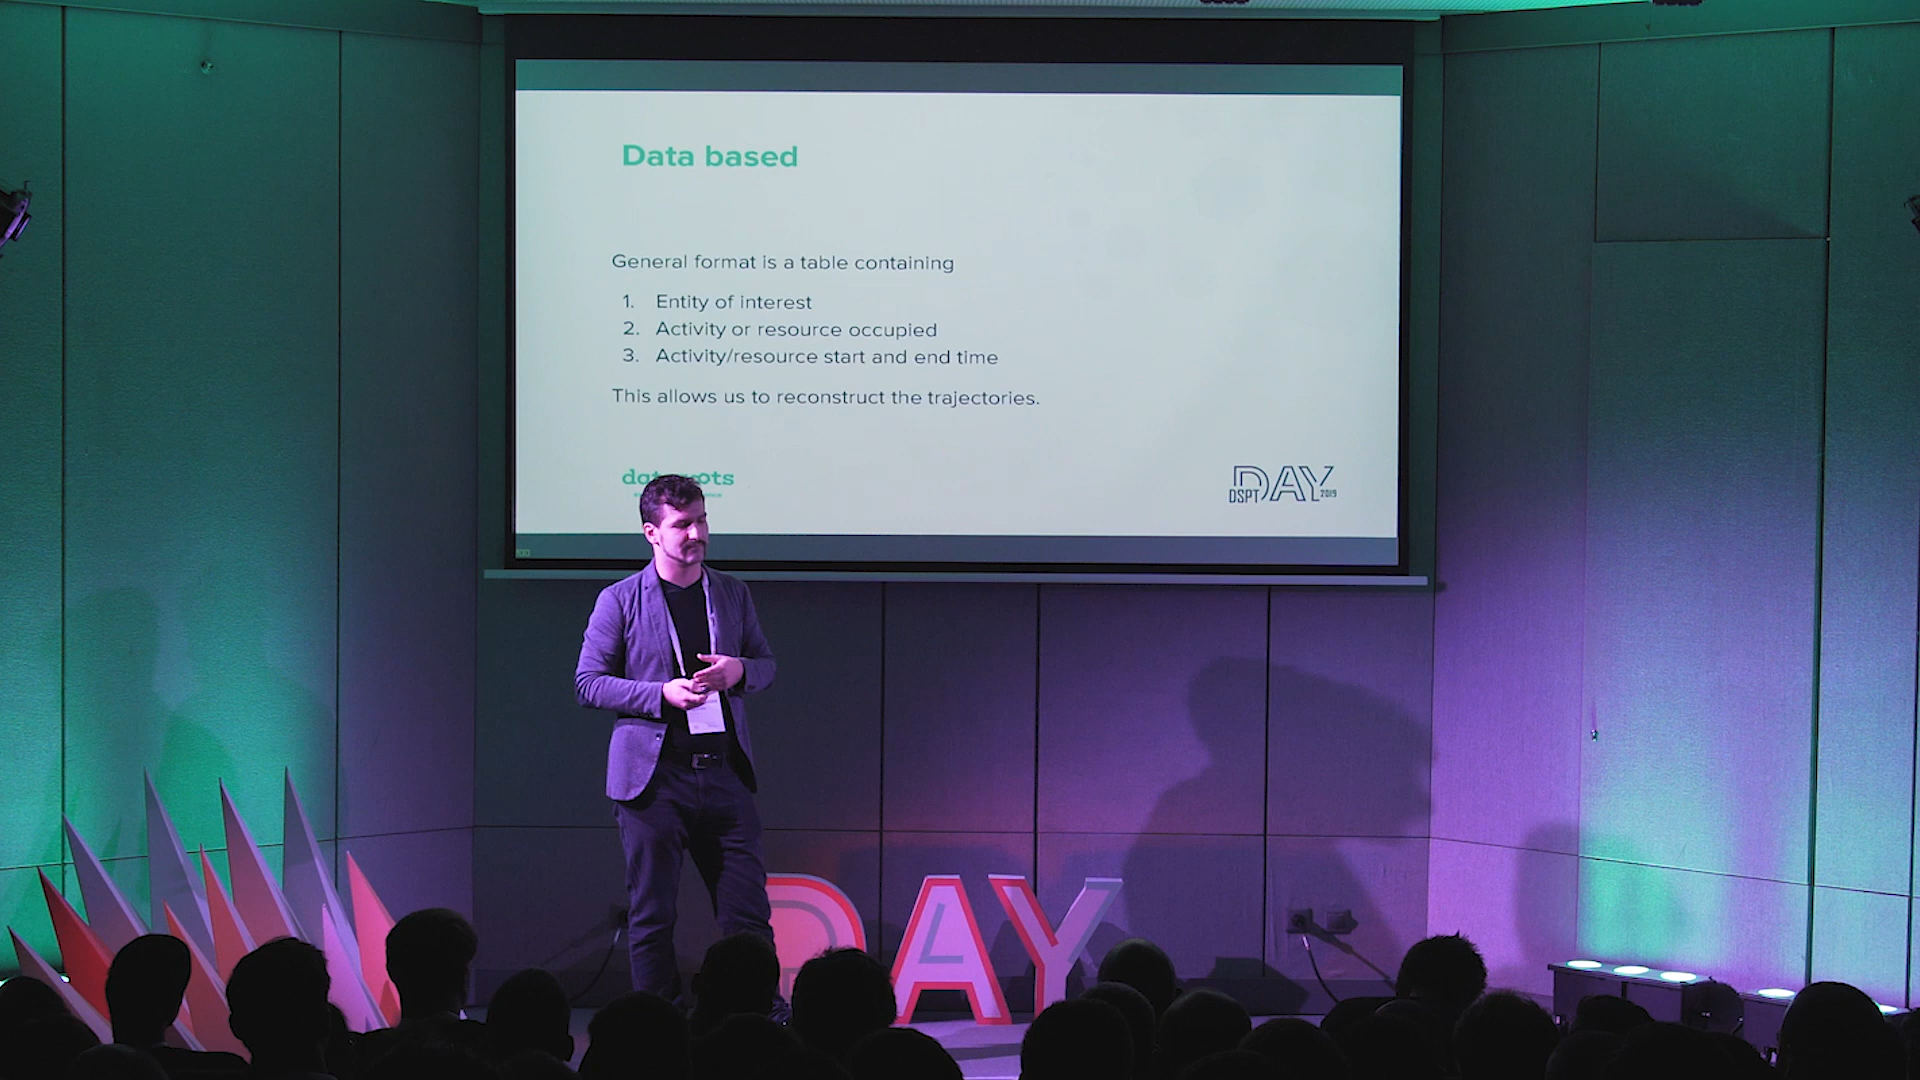 Data based
General format is a table containing
1. Entity of interest
2. Activity or resource occupied
3. Activity/resource start and end time
This allows us to reconstruct the trajectories.
DAY
DSPT 2019
DAY